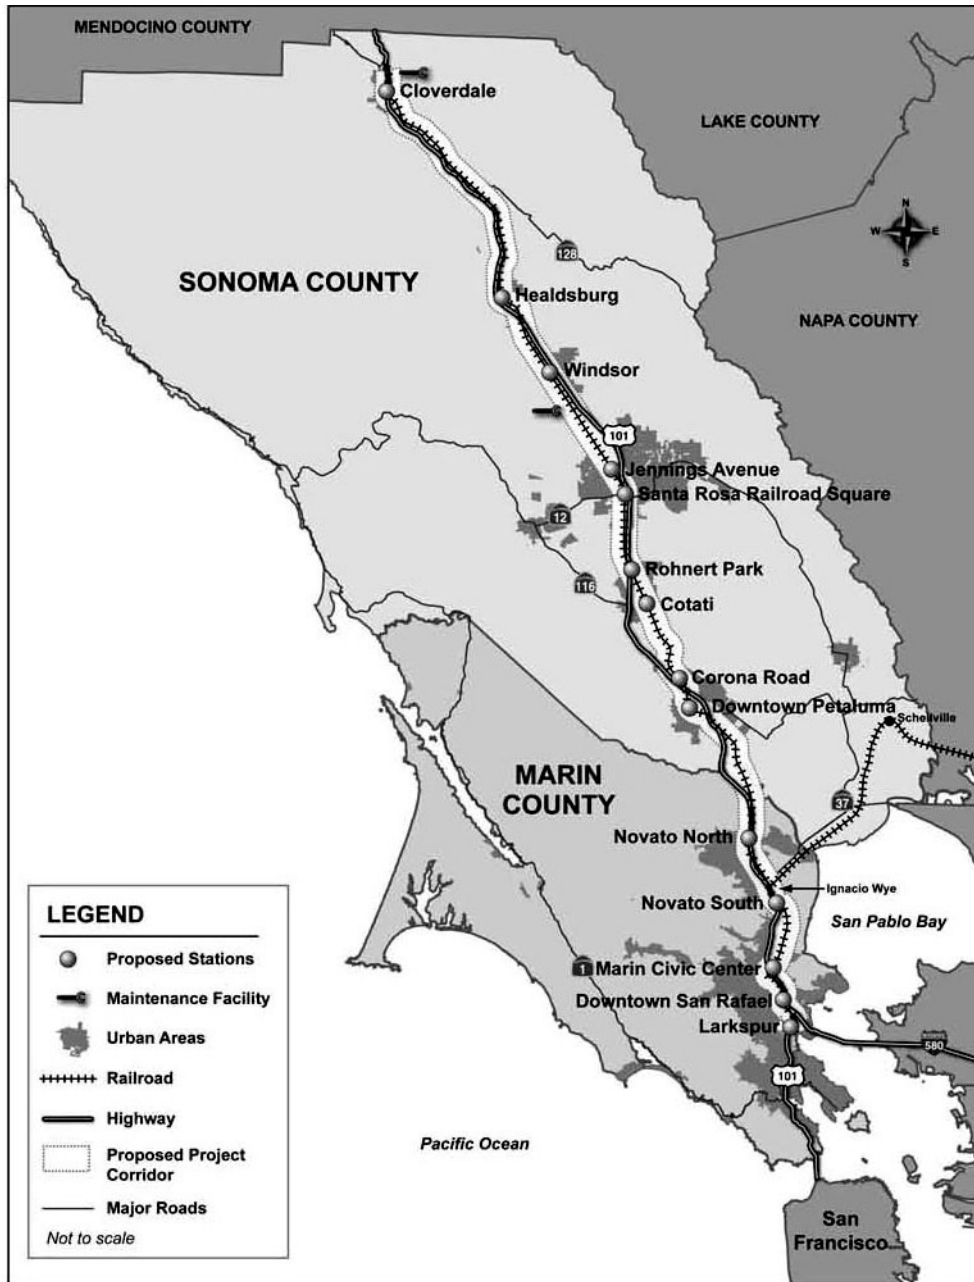 MENDOCINO COUNTY
Cloverdale
LAKE COUNTY
N
W E
S
128
SONOMA COUNTY
Healdsburg
NAPA COUNTY
Windsor
101
Jennings Avenue
Santa Rosa Railroad Square
12
Rohnert Park
116
Cotati
Corona Road
Downtown Petaluma
Schellville
MARIN
COUNTY
37
Novato North
Ignacio Wye
Novato South
San Pablo Bay
1
Marin Civic Center
Downtown San Rafael
Larkspur
580
101
Pacific Ocean
San
Francisco
LEGEND
Proposed Stations
Maintenance Facility
Urban Areas
Railroad
Highway
Proposed Project
Corridor
Major Roads
Not to scale